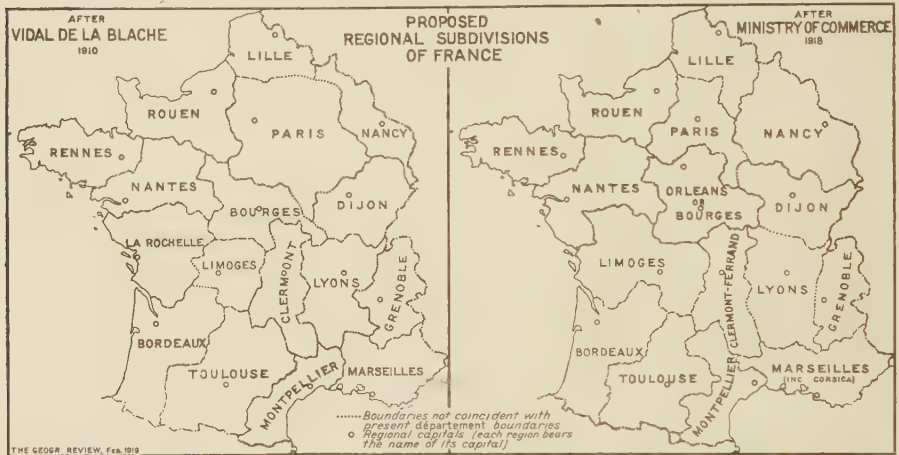 PROPOSED
REGIONAL SUBDIVISIONS
OF FRANCE
AFTER
VIDAL DE LA BLACHE
1910
LILLE
ROUEN
PARIS
NANCY
RENNES
NANTES
BOURGES
DIJON
LA ROCHELLE
LIMOGES
CLERMONT
LYONS
GRENOBLE
BORDEAUX
TOULOUSE
MONTPELLIER
MARSEILLES
AFTER
MINISTRY OF COMMERCE
1918
LILLE
ROUEN
PARIS
NANCY
RENNES
NANTES
ORLEANS
OR
BOURGES
DIJON
LIMOGES
CLERMONT-FERRAND
LYONS
GRENOBLE
BORDEAUX
TOULOUSE
MONTPELLIER
MARSEILLES
(INC. CORSICA)
Boundaries not coincident with
present département boundaries
Regional capitals (each region bears
the name of its capital)
THE GEOGR. REVIEW, FEB. 1919